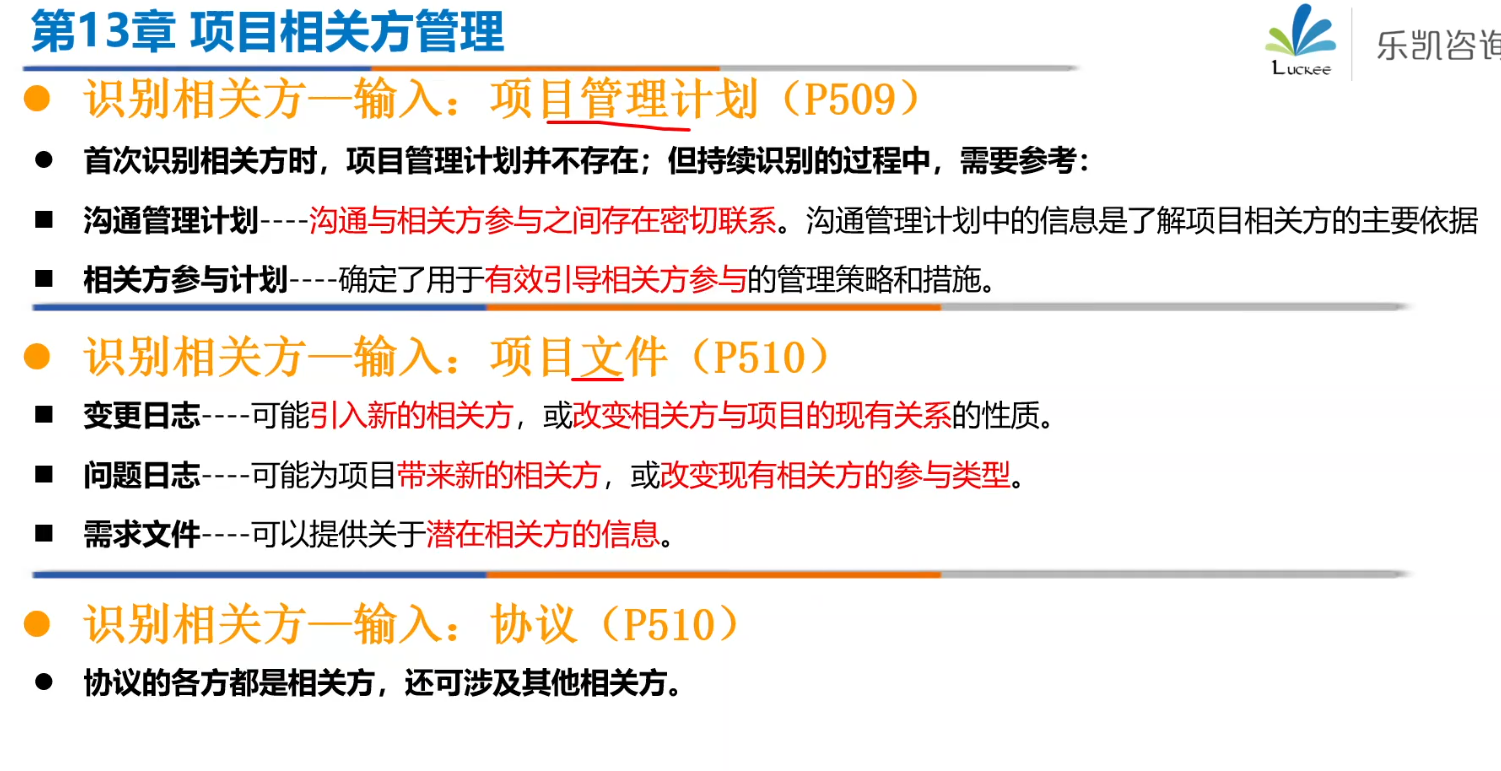 第13章 项目相关方管理
Luckee
乐凯咨询
识别相关方—输入：项目管理计划（P509）
首次识别相关方时，项目管理计划并不存在；但持续识别的过程中，需要参考：
沟通管理计划----沟通与相关方参与之间存在密切联系。沟通管理计划中的信息是了解项目相关方的主要依据
相关方参与计划----确定了用于有效引导相关方参与的管理策略和措施。
识别相关方—输入：项目文件（P510）
变更日志----可能引入新的相关方，或改变相关方与项目的现有关系的性质。
问题日志----可能为项目带来新的相关方，或改变现有相关方的参与类型。
需求文件----可以提供关于潜在相关方的信息。
识别相关方—输入：协议（P510）
协议的各方都是相关方，还可涉及其他相关方。